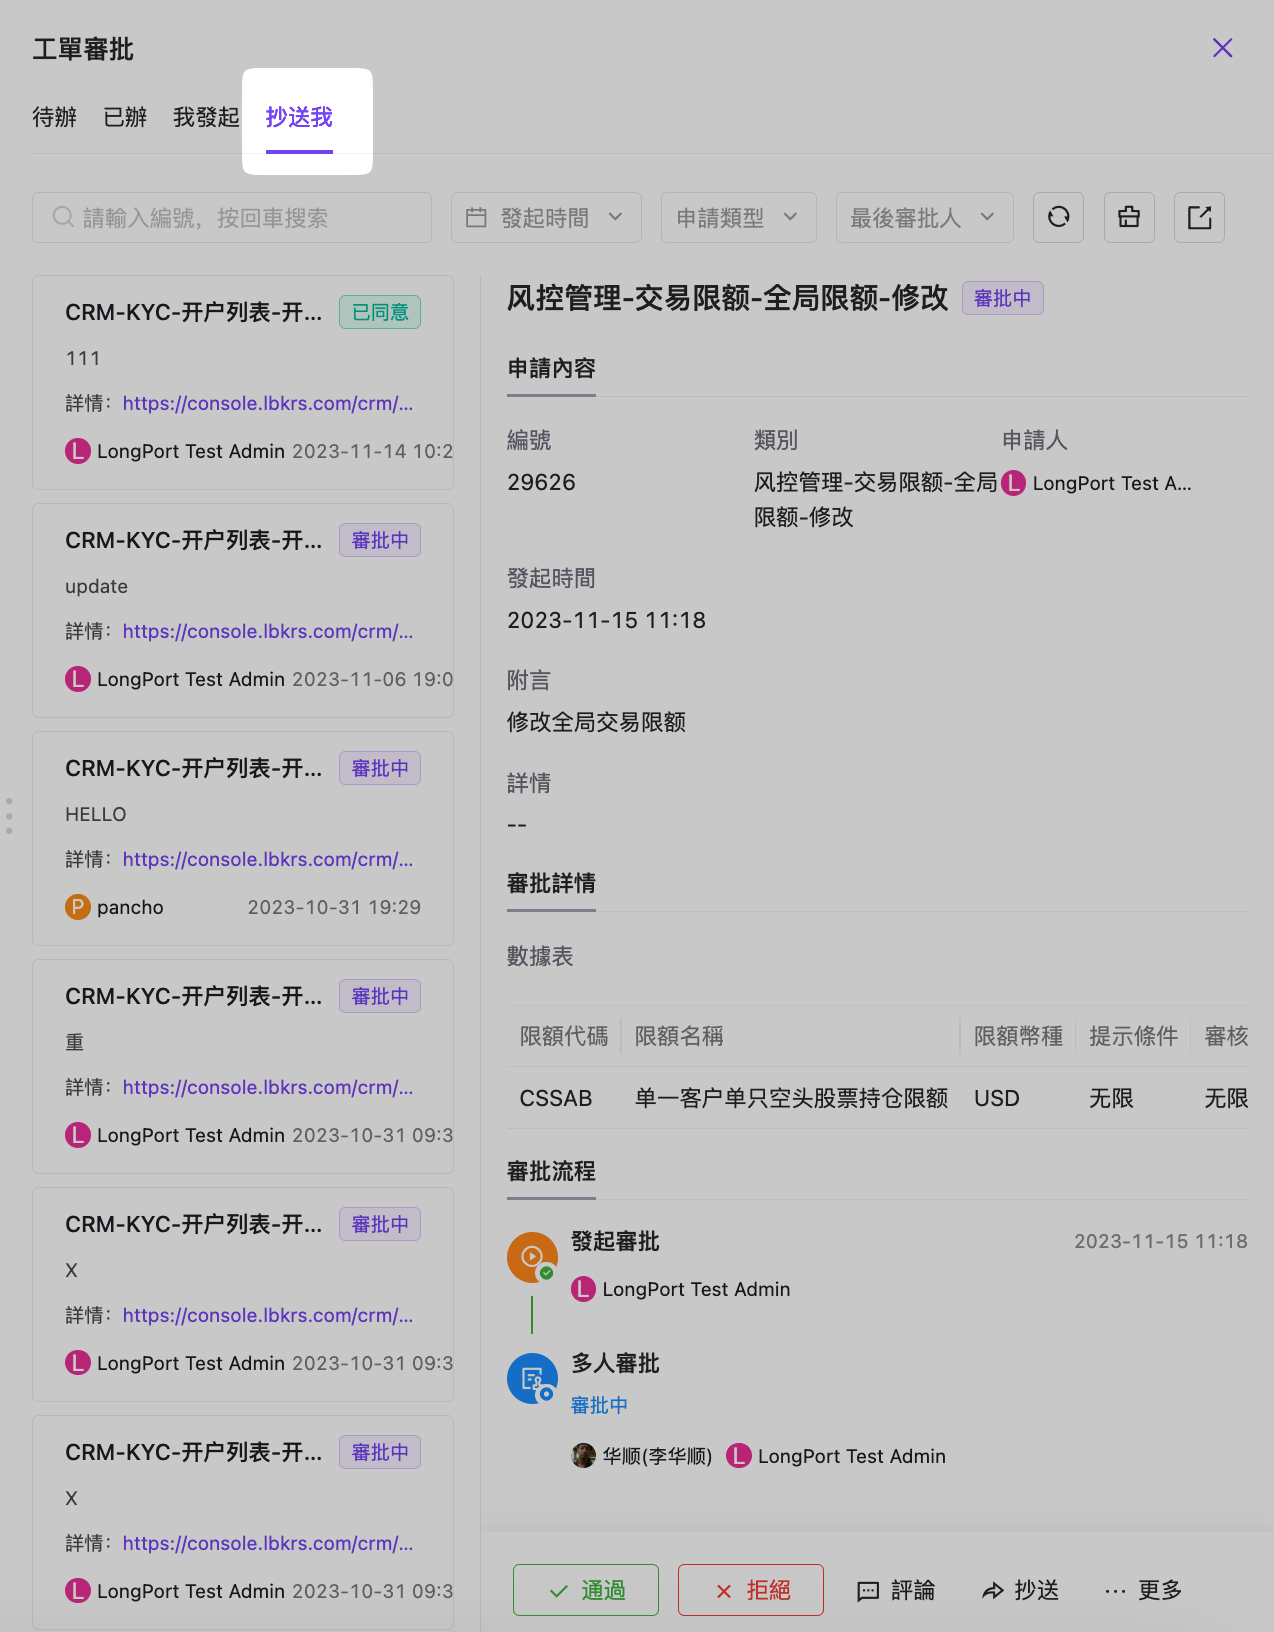 工單審批
待辦 已辦 我發起 抄送我
請輸入編號，按回車搜索 發起時間 申請類型 最後審批人
CRM-KYC-开户列表-开... 已同意
111
詳情： https://console.lbkrs.com/crm/...
L LongPort Test Admin 2023-11-14 10:2
CRM-KYC-开户列表-开... 審批中
update
詳情： https://console.lbkrs.com/crm/...
L LongPort Test Admin 2023-11-06 19:0
CRM-KYC-开户列表-开... 審批中
HELLO
詳情： https://console.lbkrs.com/crm/...
P pancho 2023-10-31 19:29
CRM-KYC-开户列表-开... 審批中
重
詳情： https://console.lbkrs.com/crm/...
L LongPort Test Admin 2023-10-31 09:3
CRM-KYC-开户列表-开... 審批中
X
詳情： https://console.lbkrs.com/crm/...
L LongPort Test Admin 2023-10-31 09:3
CRM-KYC-开户列表-开... 審批中
X
詳情： https://console.lbkrs.com/crm/...
L LongPort Test Admin 2023-10-31 09:3
风控管理-交易限额-全局限额-修改 審批中
申請內容
編號 類別 申請人
29626 风控管理-交易限额-全局 L LongPort Test A...
限额-修改
發起時間
2023-11-15 11:18
附言
修改全局交易限额
詳情
--
審批詳情
數據表
限額代碼 限額名稱 限額幣種 提示條件 審核
CSSAB 单一客户单只空头股票持仓限额 USD 无限 无限
審批流程
發起審批 2023-11-15 11:18
L LongPort Test Admin
多人審批
審批中
华顺(李华顺) L LongPort Test Admin
通過 拒絕 評論 抄送 ··· 更多